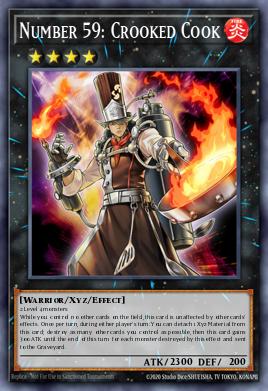 Number 59: Crooked Cook
FIRE
炎
[Warrior/Xyz/Effect]
2 Level 4 monsters
While you control no other cards on the field, this card is unaffected by other cards'
effects. Once per turn, during either player's turn: You can detach 1 Xyz Material from
this card; destroy as many other cards you control as possible, then this card gains
300 ATK until the end of this turn for each monster destroyed by this effect and sent
to the Graveyard.
ATK/2300 DEF/ 200
Replica - Not For Use In Sanctioned Tournaments
©2020 Studio Dice/SHUEISHA, TV TOKYO, KONAMI